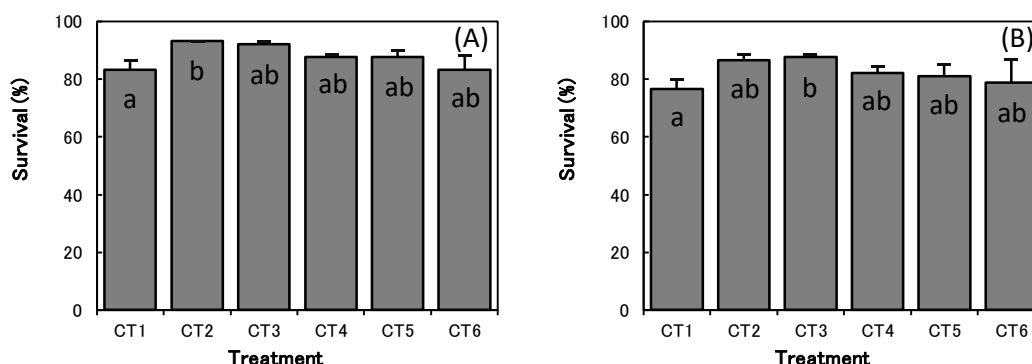 (A)
Survival (%)
100
80
60
40
20
0
a
b
ab
ab
ab
ab
CT1 CT2 CT3 CT4 CT5 CT6
Treatment
(B)
Survival (%)
100
80
60
40
20
0
a
ab
b
ab
ab
ab
CT1 CT2 CT3 CT4 CT5 CT6
Treatment